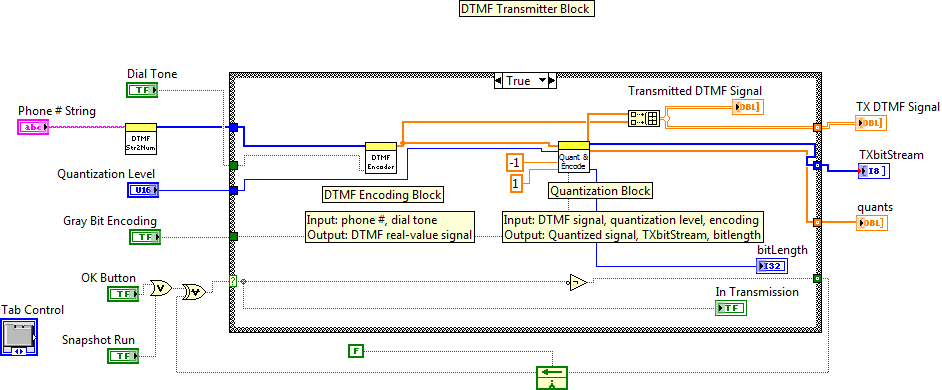 DTMF Transmitter Block
True
Dial Tone
TF
Transmitted DTMF Signal
DBL]
Phone # String
abc
DTMF
Str2Num
TX DTMF Signal
DBL]
DTMF
Encoder
Quant &
Encode
-1
1
TXbitStream
I8 ]
Quantization Level
U16
DTMF Encoding Block
Quantization Block
Gray Bit Encoding
TF
Input: phone #, dial tone
Output: DTMF real-value signal
Input: DTMF signal, quantization level, encoding
Output: Quantized signal, TXbitStream, bitlength
quants
DBL]
bitLength
I32
OK Button
TF
V
V
?
In Transmission
TF
Tab Control
Snapshot Run
TF
F